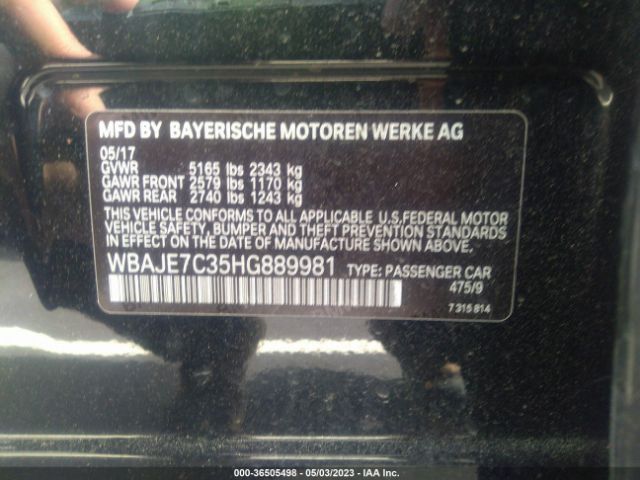 MFD BY BAYERISCHE MOTOREN WERKE AG
05/17
GVWR 5165 lbs 2343 kg
GAWR FRONT 2579 lbs 1170 kg
GAWR REAR 2740 lbs 1243 kg
THIS VEHICLE CONFORMS TO ALL APPLICABLE U.S.FEDERAL MOTOR
VEHICLE SAFETY, BUMPER, AND THEFT PREVENTION STANDARDS
IN EFFECT ON THE DATE OF MANUFACTURE SHOWN ABOVE.
WBAJE7C35HG889981 TYPE: PASSENGER CAR
475/9
7 315 814
000-36505498 - 05/03/2023 - IAA Inc.